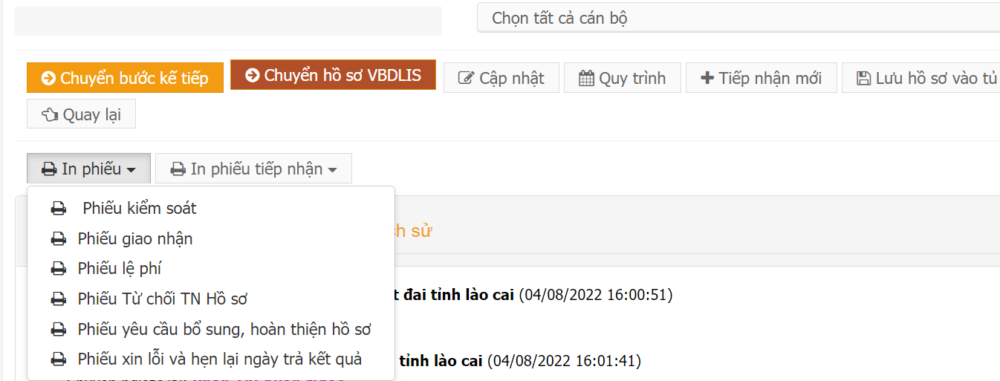 Chọn tất cả cán bộ
Chuyển bước kế tiếp Chuyển hồ sơ VBDLIS Cập nhật Quy trình Tiếp nhận mới Lưu hồ sơ vào tủ
Quay lại
In phiếu In phiếu tiếp nhận
Phiếu kiểm soát
Phiếu giao nhận
ch sử
Phiếu lệ phí
t đai tỉnh lào cai (04/08/2022 16:00:51)
Phiếu Từ chối TN Hồ sơ
Phiếu yêu cầu bổ sung, hoàn thiện hồ sơ
Phiếu xin lỗi và hẹn lại ngày trả kết quả
tỉnh lào cai (04/08/2022 16:01:41)